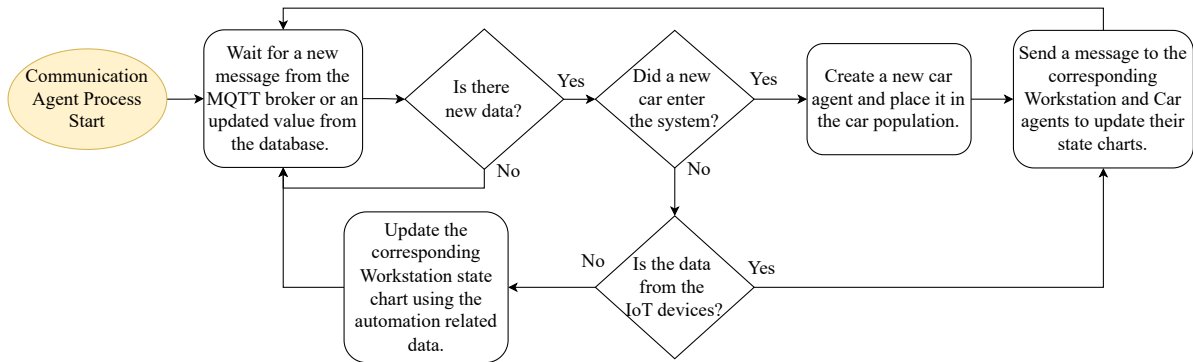 Communication
Agent Process
Start
Wait for a new
message from the
MQTT broker or an
updated value from
the database.
Is there
new data?
Yes
No
Did a new
car enter
the system?
Yes
No
Create a new car
agent and place it in
the car population.
Send a message to the
corresponding
Workstation and Car
agents to update their
state charts.
Update the
corresponding
Workstation state
chart using the
automation related
data.
No
Is the data
from the
IoT devices?
Yes